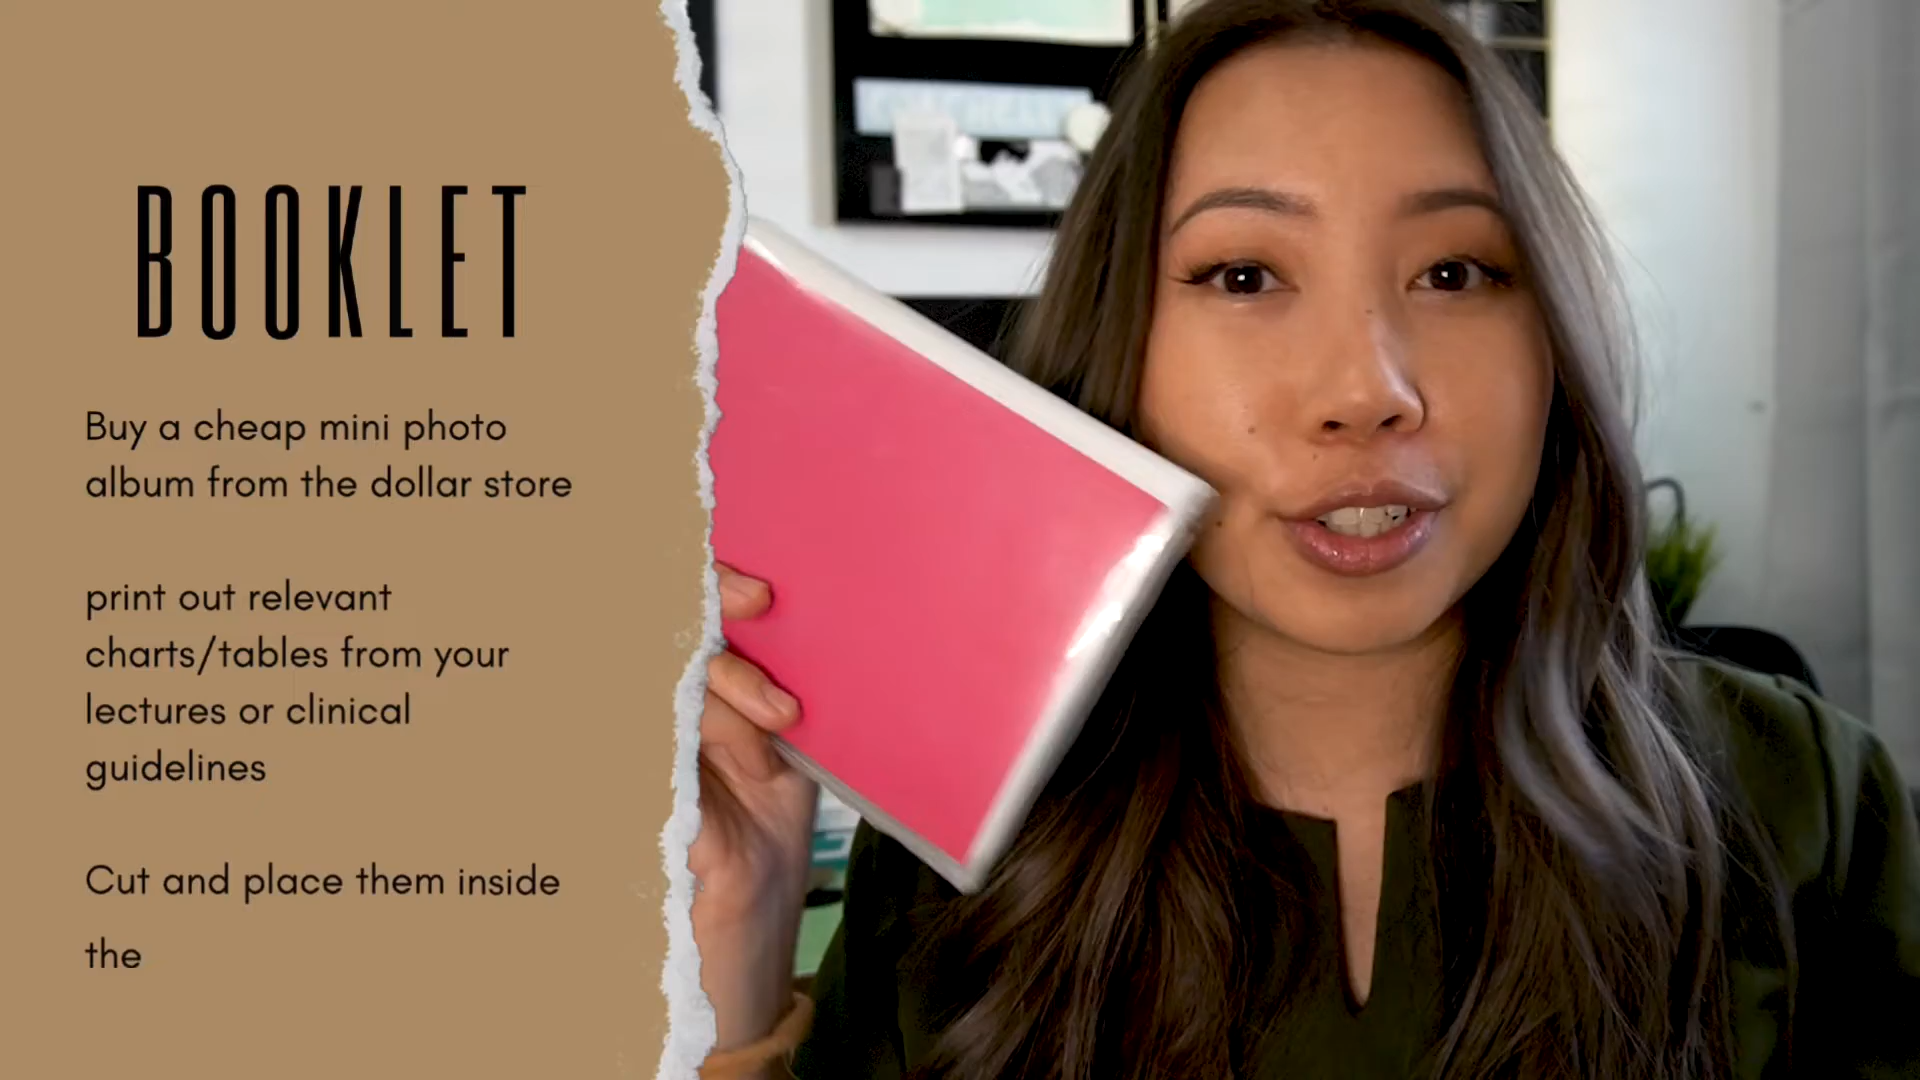 BOOKLET
Buy a cheap mini photo
album from the dollar store
print out relevant
charts/tables from your
lectures or clinical
guidelines
Cut and place them inside
the